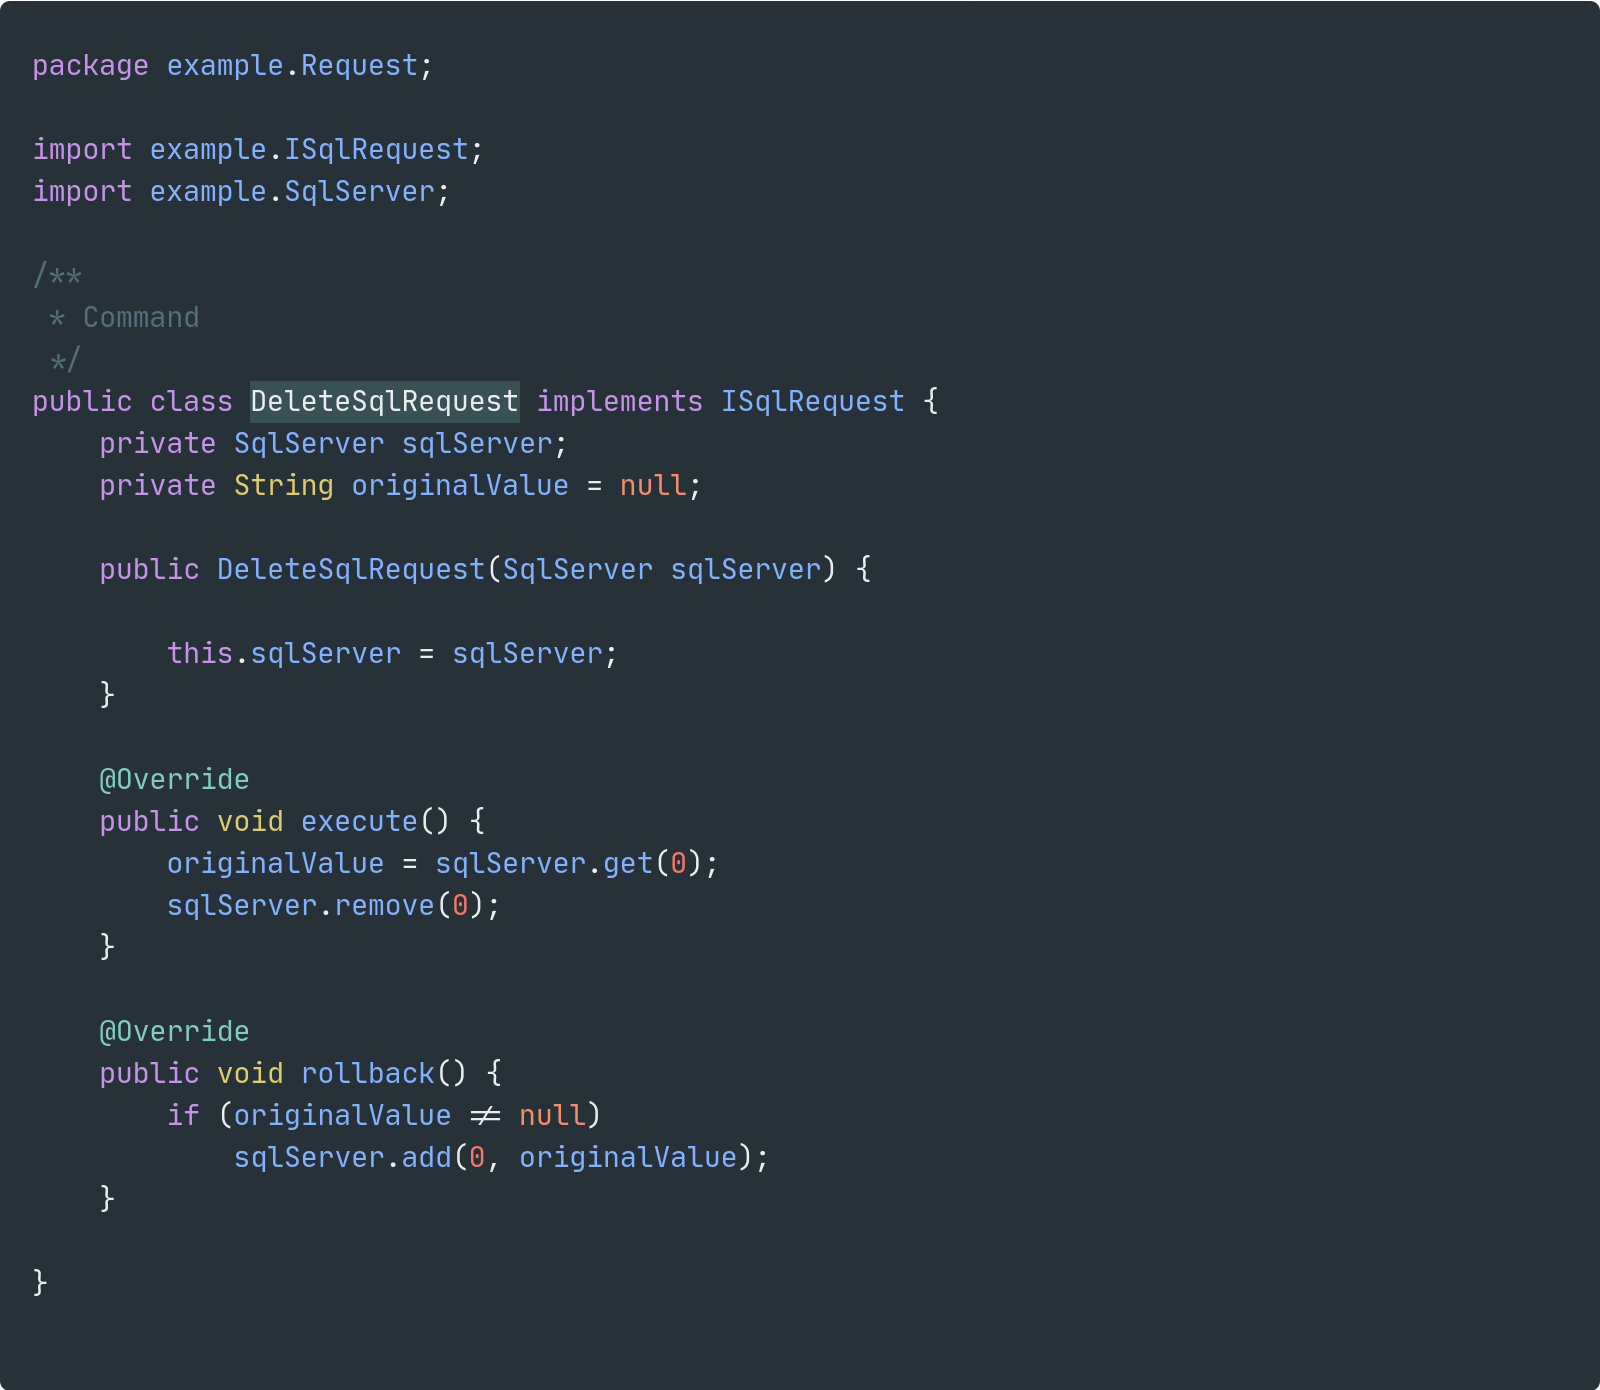 package example.Request;

import example.ISqlRequest;
import example.SqlServer;

/**
 * Command
 */
public class DeleteSqlRequest implements ISqlRequest {
    private SqlServer sqlServer;
    private String originalValue = null;

    public DeleteSqlRequest(SqlServer sqlServer) {

        this.sqlServer = sqlServer;
    }

    @Override
    public void execute() {
        originalValue = sqlServer.get(0);
        sqlServer.remove(0);
    }

    @Override
    public void rollback() {
        if (originalValue != null)
            sqlServer.add(0, originalValue);
    }

}